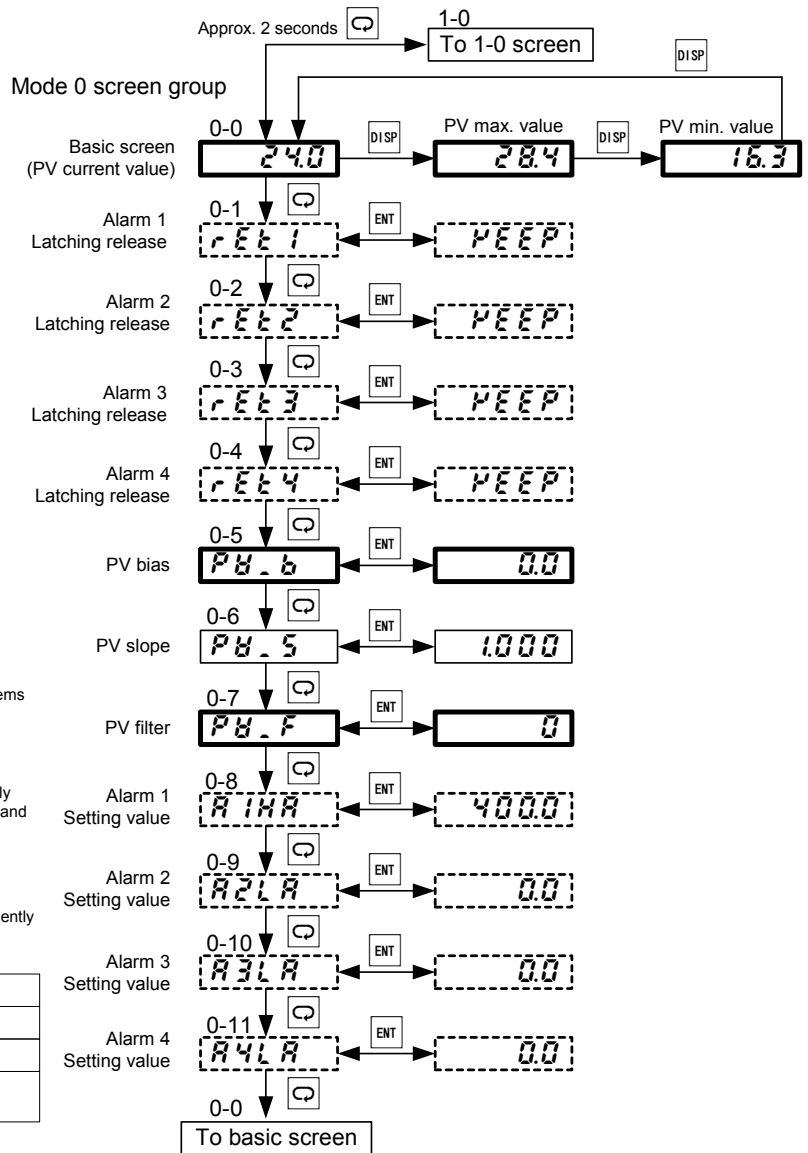 1-0
Approx. 2 seconds
To 1-0 screen
DISP
Mode 0 screen group
0-0
Basic screen
(PV current value)
24.0
DISP
PV max. value
28.4
DISP
PV min. value
16.3
0-1
Alarm 1
Latching release
rEt1
ENT
KEEP
0-2
Alarm 2
Latching release
rEt2
ENT
KEEP
0-3
Alarm 3
Latching release
rEt3
ENT
KEEP
0-4
Alarm 4
Latching release
rEt4
ENT
KEEP
0-5
PV bias
PV_b
ENT
0.0
0-6
PV slope
PV_S
ENT
1.000
ems
0-7
PV filter
PV_F
ENT
0
ly
and
0-8
Alarm 1
Setting value
A1HA
ENT
400.0
0-9
Alarm 2
Setting value
A2LA
ENT
0.0
ently
0-10
Alarm 3
Setting value
A3LA
ENT
0.0
0-11
Alarm 4
Setting value
A4LA
ENT
0.0
0-0
To basic screen